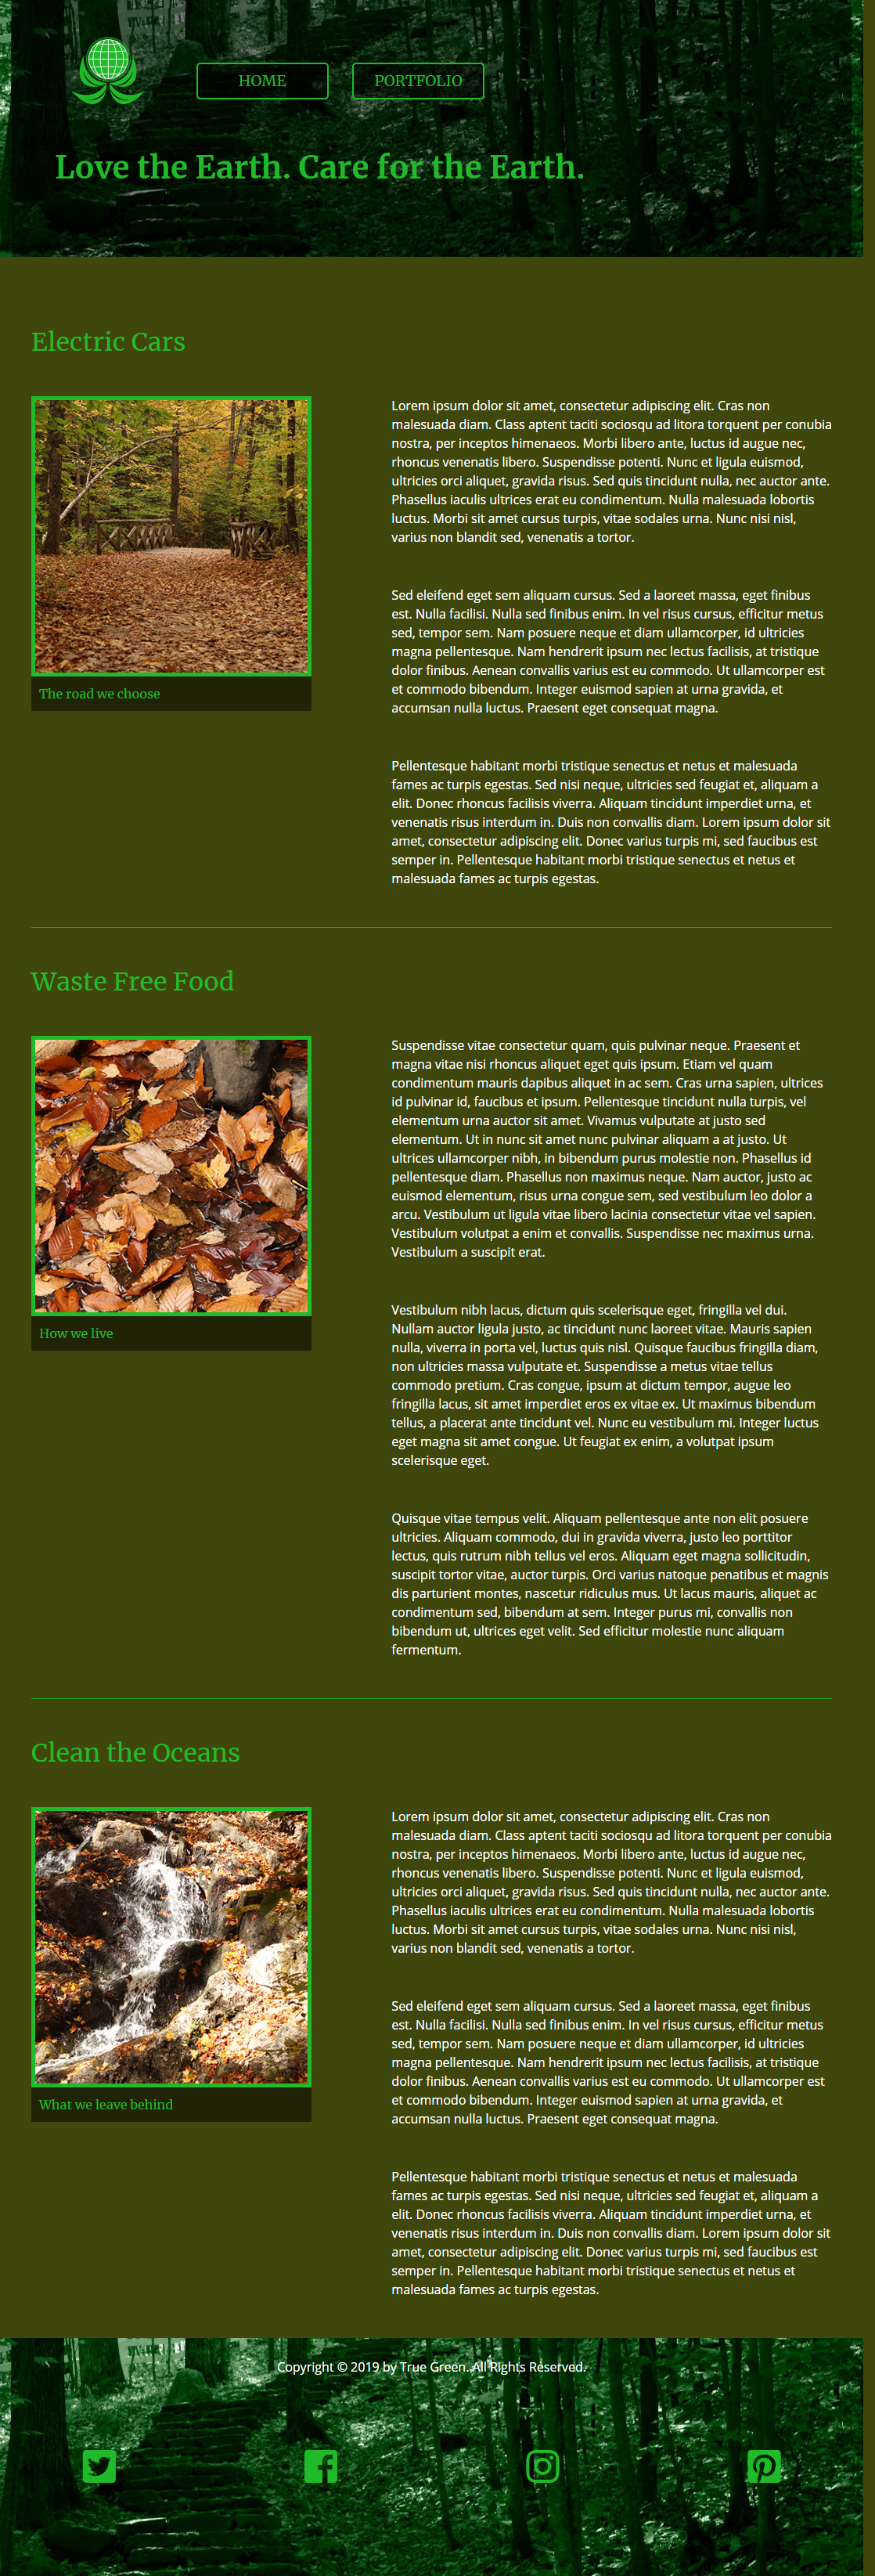 HOME
PORTFOLIO
Love the Earth. Care for the Earth.
Electric Cars
Lorem ipsum dolor sit amet, consectetur adipiscing elit. Cras non
malesuada diam. Class aptent taciti sociosqu ad litora torquent per conubia
nostra, per inceptos himenaeos. Morbi libero ante, luctus id augue nec,
rhoncus venenatis libero. Suspendisse potenti. Nunc et ligula euismod,
ultricies orci aliquet, gravida risus. Sed quis tincidunt nulla, nec auctor ante.
Phasellus iaculis ultrices erat eu condimentum. Nulla malesuada lobortis
luctus. Morbi sit amet cursus turpis, vitae sodales urna. Nunc nisi nisl,
varius non blandit sed, venenatis a tortor.
Sed eleifend eget sem aliquam cursus. Sed a laoreet massa, eget finibus
est. Nulla facilisi. Nulla sed finibus enim. In vel risus cursus, efficitur metus
sed, tempor sem. Nam posuere neque et diam ullamcorper, id ultricies
magna pellentesque. Nam hendrerit ipsum nec lectus facilisis, at tristique
dolor finibus. Aenean convallis varius est eu commodo. Ut ullamcorper est
et commodo bibendum. Integer euismod sapien at urna gravida, et
accumsan nulla luctus. Praesent eget consequat magna.
The road we choose
Pellentesque habitant morbi tristique senectus et netus et malesuada
fames ac turpis egestas. Sed nisi neque, ultricies sed feugiat et, aliquam a
elit. Donec rhoncus facilisis viverra. Aliquam tincidunt imperdiet urna, et
venenatis risus interdum in. Duis non convallis diam. Lorem ipsum dolor sit
amet, consectetur adipiscing elit. Donec varius turpis mi, sed faucibus est
semper in. Pellentesque habitant morbi tristique senectus et netus et
malesuada fames ac turpis egestas.
Waste Free Food
Suspendisse vitae consectetur quam, quis pulvinar neque. Praesent et
magna vitae nisi rhoncus aliquet eget quis ipsum. Etiam vel quam
condimentum mauris dapibus aliquet in ac sem. Cras urna sapien, ultrices
id pulvinar id, faucibus et ipsum. Pellentesque tincidunt nulla turpis, vel
elementum urna auctor sit amet. Vivamus vulputate at justo sed
elementum. Ut in nunc sit amet nunc pulvinar aliquam a at justo. Ut
ultrices ullamcorper nibh, in bibendum purus molestie non. Phasellus id
pellentesque diam. Phasellus non maximus neque. Nam auctor, justo ac
euismod elementum, risus urna congue sem, sed vestibulum leo dolor a
arcu. Vestibulum ut ligula vitae libero lacinia consectetur vitae vel sapien.
Vestibulum volutpat a enim et convallis. Suspendisse nec maximus urna.
Vestibulum a suscipit erat.
How we live
Vestibulum nibh lacus, dictum quis scelerisque eget, fringilla vel dui.
Nullam auctor ligula justo, ac tincidunt nunc laoreet vitae. Mauris sapien
nulla, viverra in porta vel, luctus quis nisl. Quisque faucibus fringilla diam,
non ultricies massa vulputate et. Suspendisse a metus vitae tellus
commodo pretium. Cras congue, ipsum at dictum tempor, augue leo
fringilla lacus, sit amet imperdiet eros ex vitae ex. Ut maximus bibendum
tellus, a placerat ante tincidunt vel. Nunc eu vestibulum mi. Integer luctus
eget magna sit amet congue. Ut feugiat ex enim, a volutpat ipsum
scelerisque eget.
Quisque vitae tempus velit. Aliquam pellentesque ante non elit posuere
ultricies. Aliquam commodo, dui in gravida viverra, justo leo porttitor
lectus, quis rutrum nibh tellus vel eros. Aliquam eget magna sollicitudin,
suscipit tortor vitae, auctor turpis. Orci varius natoque penatibus et magnis
dis parturient montes, nascetur ridiculus mus. Ut lacus mauris, aliquet ac
condimentum sed, bibendum at sem. Integer purus mi, convallis non
bibendum ut, ultrices eget velit. Sed efficitur molestie nunc aliquam
fermentum.
Clean the Oceans
Lorem ipsum dolor sit amet, consectetur adipiscing elit. Cras non
malesuada diam. Class aptent taciti sociosqu ad litora torquent per conubia
nostra, per inceptos himenaeos. Morbi libero ante, luctus id augue nec,
rhoncus venenatis libero. Suspendisse potenti. Nunc et ligula euismod,
ultricies orci aliquet, gravida risus. Sed quis tincidunt nulla, nec auctor ante.
Phasellus iaculis ultrices erat eu condimentum. Nulla malesuada lobortis
luctus. Morbi sit amet cursus turpis, vitae sodales urna. Nunc nisi nisl,
varius non blandit sed, venenatis a tortor.
Sed eleifend eget sem aliquam cursus. Sed a laoreet massa, eget finibus
est. Nulla facilisi. Nulla sed finibus enim. In vel risus cursus, efficitur metus
sed, tempor sem. Nam posuere neque et diam ullamcorper, id ultricies
magna pellentesque. Nam hendrerit ipsum nec lectus facilisis, at tristique
dolor finibus. Aenean convallis varius est eu commodo. Ut ullamcorper est
et commodo bibendum. Integer euismod sapien at urna gravida, et
accumsan nulla luctus. Praesent eget consequat magna.
What we leave behind
Pellentesque habitant morbi tristique senectus et netus et malesuada
fames ac turpis egestas. Sed nisi neque, ultricies sed feugiat et, aliquam a
elit. Donec rhoncus facilisis viverra. Aliquam tincidunt imperdiet urna, et
venenatis risus interdum in. Duis non convallis diam. Lorem ipsum dolor sit
amet, consectetur adipiscing elit. Donec varius turpis mi, sed faucibus est
semper in. Pellentesque habitant morbi tristique senectus et netus et
malesuada fames ac turpis egestas.
Copyright © 2019 by True Green. All Rights Reserved.